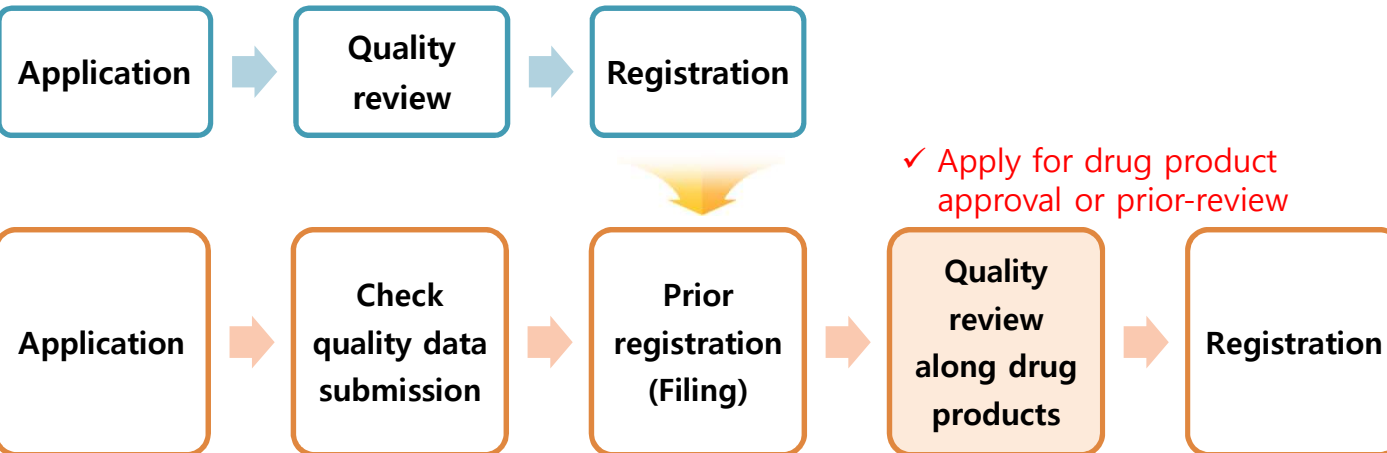 Application
Quality
review
Registration
✓ Apply for drug product
approval or prior-review
Application
Check
quality data
submission
Prior
registration
(Filing)
Quality
review
along drug
products
Registration